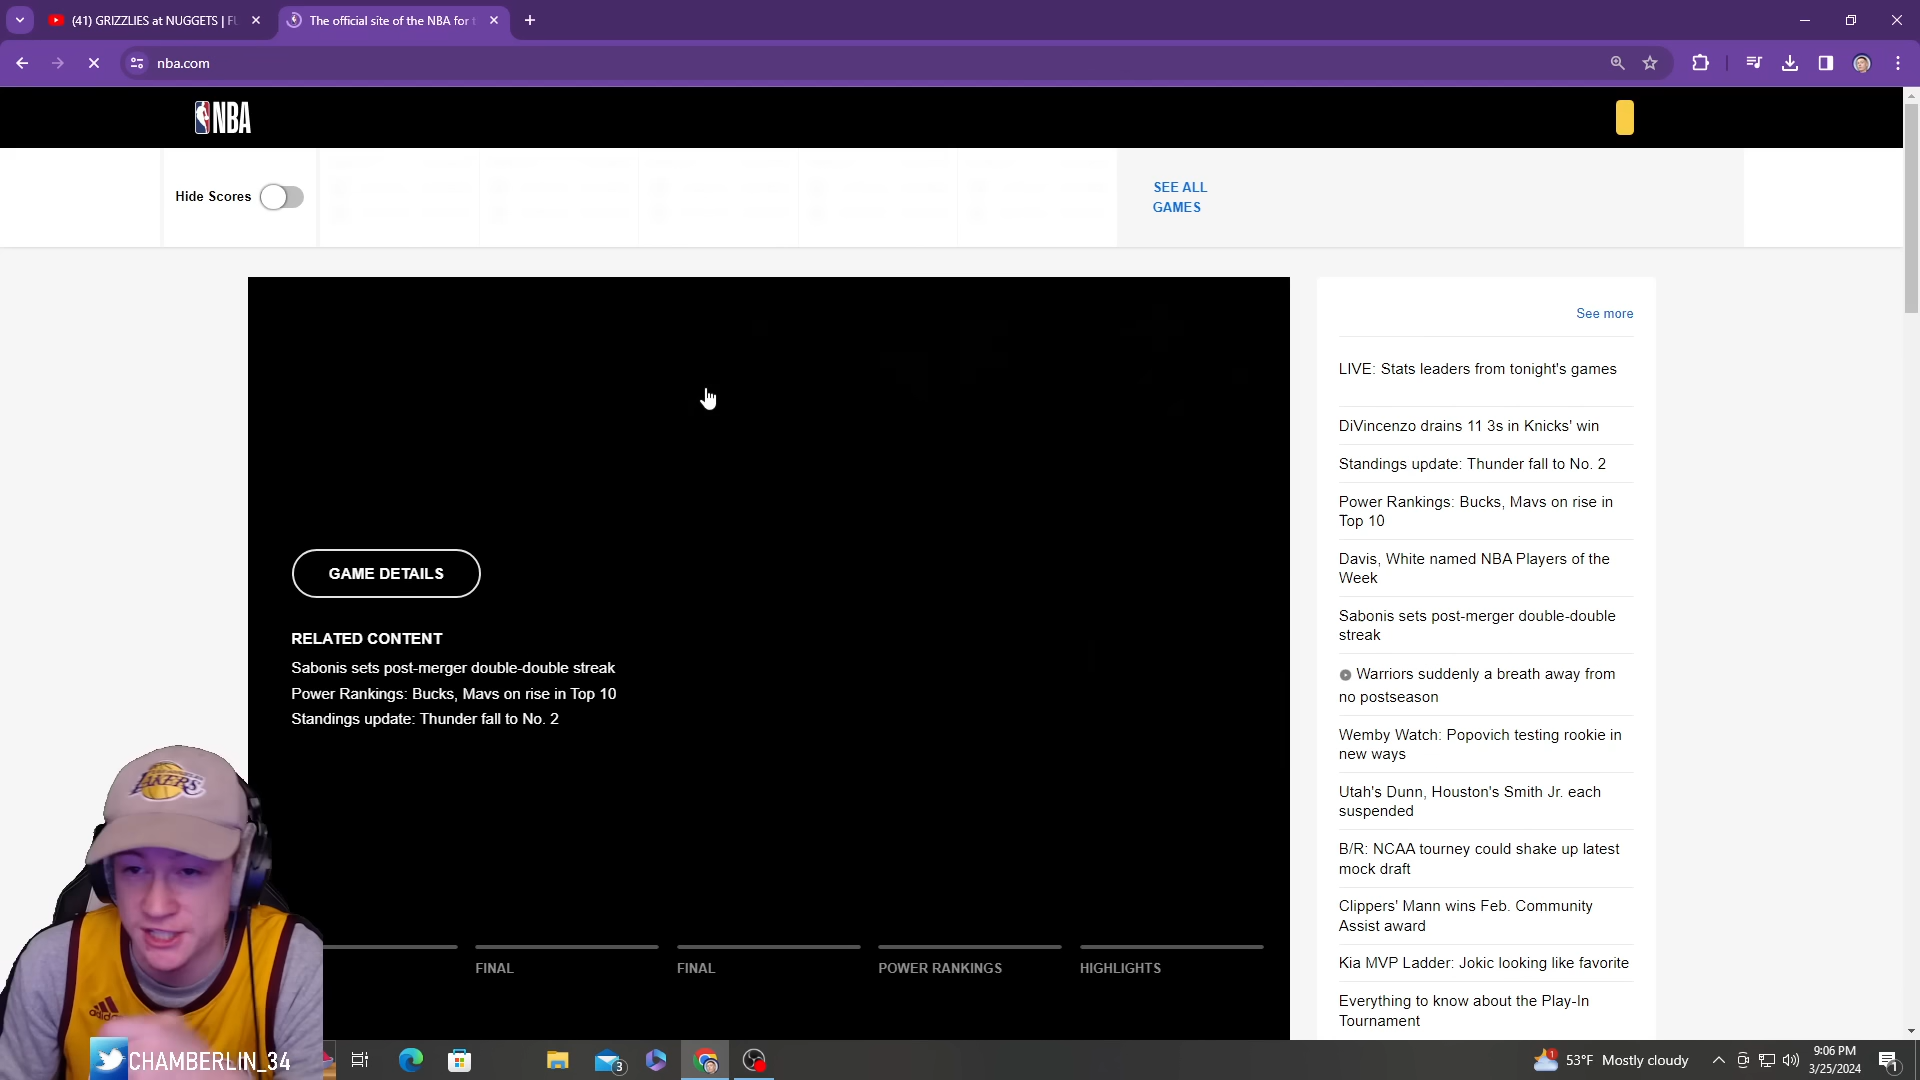 (41) GRIZZLIES at NUGGETS | FU
The official site of the NBA for t
nba.com
NBA
Hide Scores
SEE ALL
GAMES
GAME DETAILS
RELATED CONTENT
Sabonis sets post-merger double-double streak
Power Rankings: Bucks, Mavs on rise in Top 10
Standings update: Thunder fall to No. 2
FINAL
FINAL
POWER RANKINGS
HIGHLIGHTS
See more
LIVE: Stats leaders from tonight's games
DiVincenzo drains 11 3s in Knicks' win
Standings update: Thunder fall to No. 2
Power Rankings: Bucks, Mavs on rise in
Top 10
Davis, White named NBA Players of the
Week
Sabonis sets post-merger double-double
streak
Warriors suddenly a breath away from
no postseason
Wemby Watch: Popovich testing rookie in
new ways
Utah's Dunn, Houston's Smith Jr. each
suspended
B/R: NCAA tourney could shake up latest
mock draft
Clippers' Mann wins Feb. Community
Assist award
Kia MVP Ladder: Jokic looking like favorite
Everything to know about the Play-In
Tournament
LAKERS
adidas
CHAMBERLIN_34
3
1
53°F Mostly cloudy
9:06 PM
3/25/2024
1